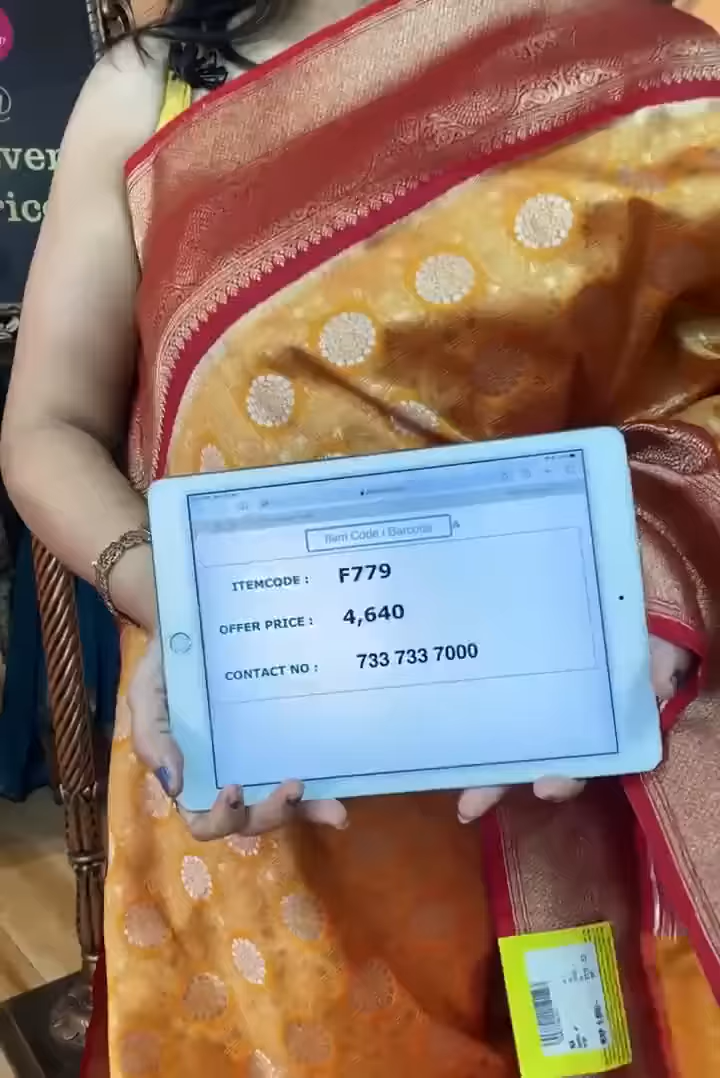 @
Item Code / Barcode
ITEMCODE : F779
OFFER PRICE : 4,640
CONTACT NO : 733 733 7000